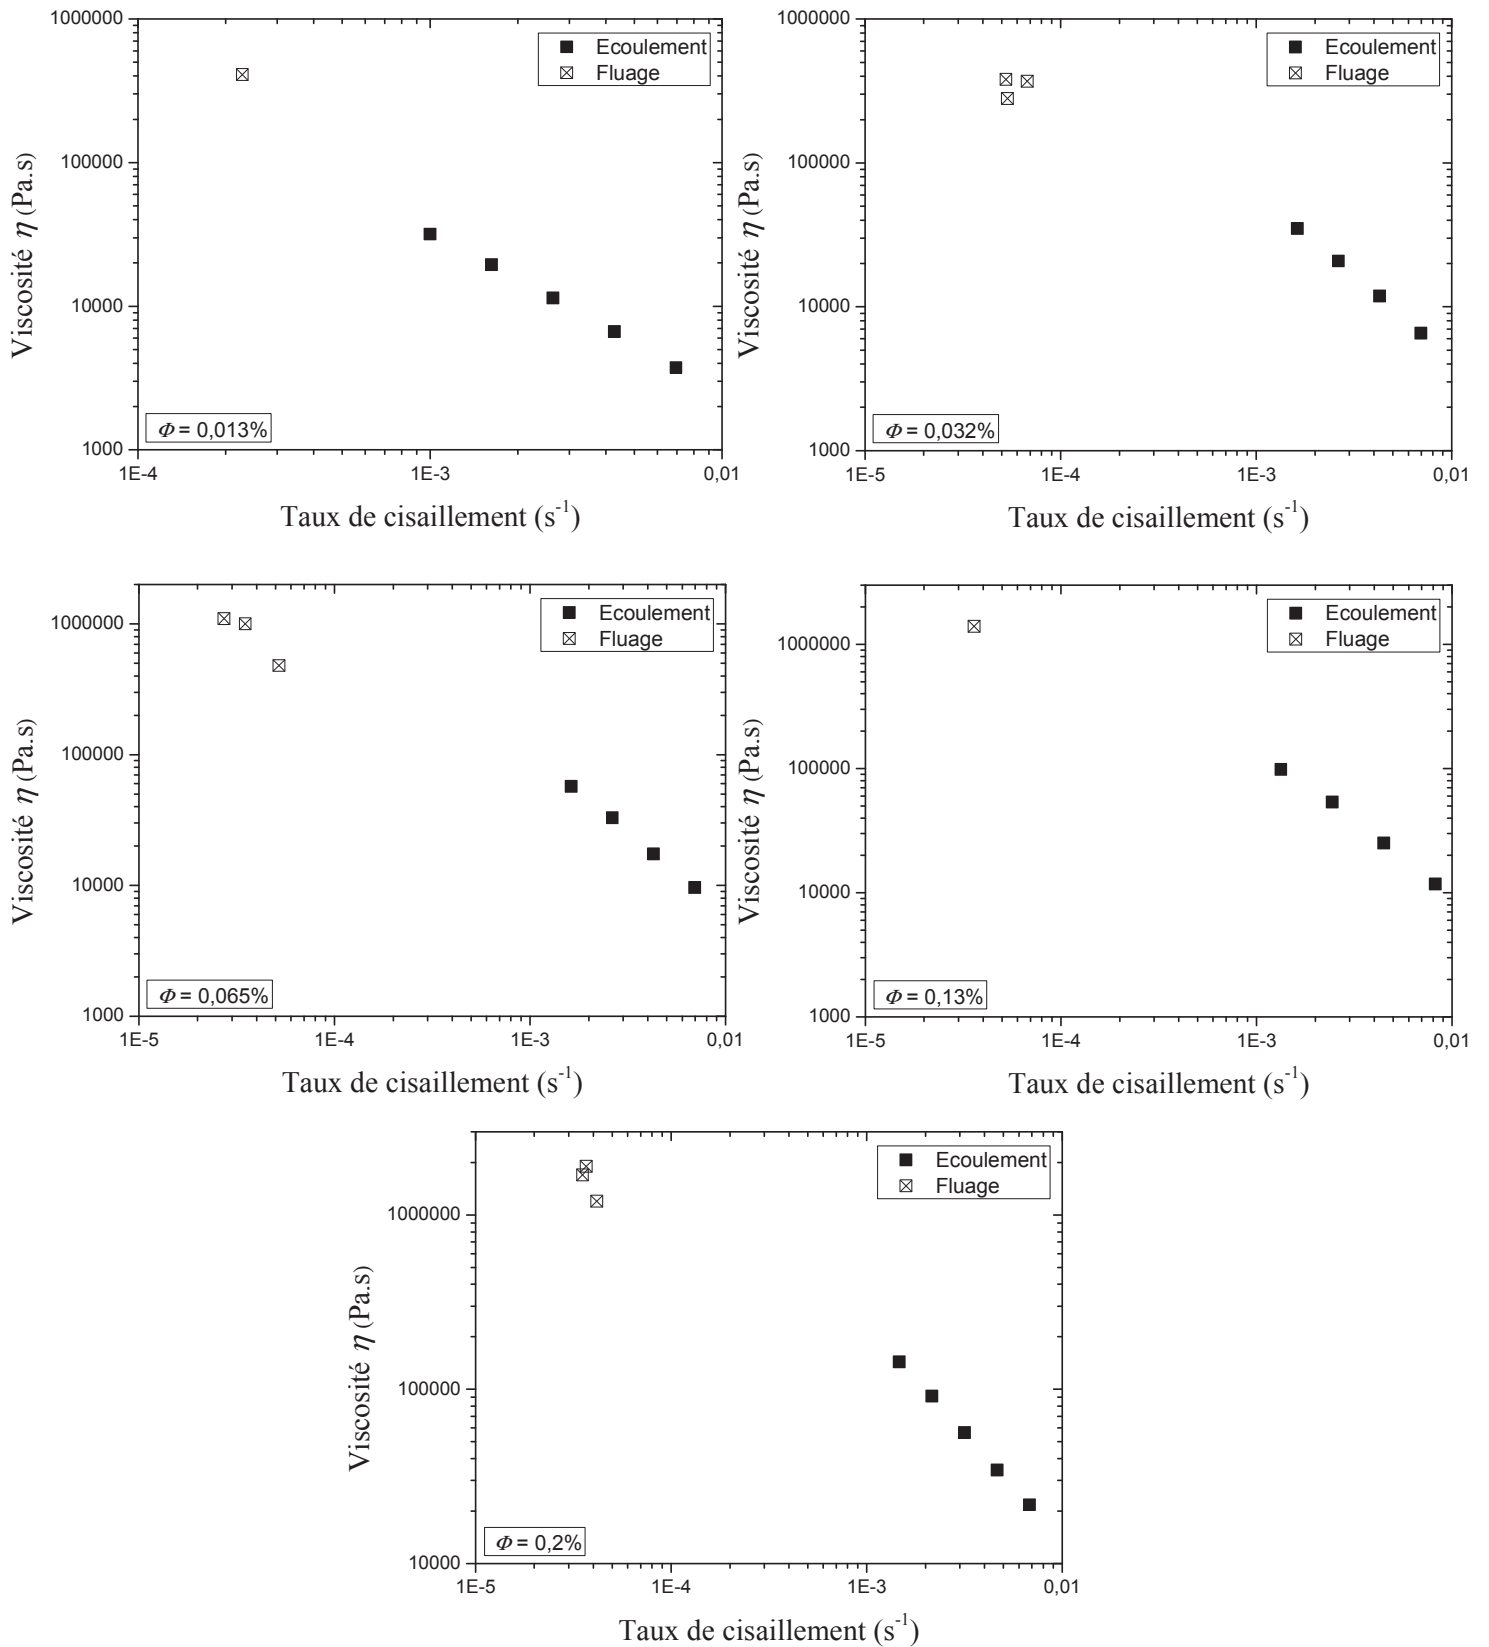 1000000
100000
10000
1000
Viscosité η (Pa.s)
Ecoulement
Fluage
Φ = 0,013%
1E-4 1E-3 0,01
Taux de cisaillement (s-1)
1000000
100000
10000
1000
Viscosité η (Pa.s)
Ecoulement
Fluage
Φ = 0,032%
1E-5 1E-4 1E-3 0,01
Taux de cisaillement (s-1)
1000000
100000
10000
1000
Viscosité η (Pa.s)
Ecoulement
Fluage
Φ = 0,065%
1E-5 1E-4 1E-3 0,01
Taux de cisaillement (s-1)
1000000
100000
10000
1000
Viscosité η (Pa.s)
Ecoulement
Fluage
Φ = 0,13%
1E-5 1E-4 1E-3 0,01
Taux de cisaillement (s-1)
1000000
100000
10000
Viscosité η (Pa.s)
Ecoulement
Fluage
Φ = 0,2%
1E-5 1E-4 1E-3 0,01
Taux de cisaillement (s-1)